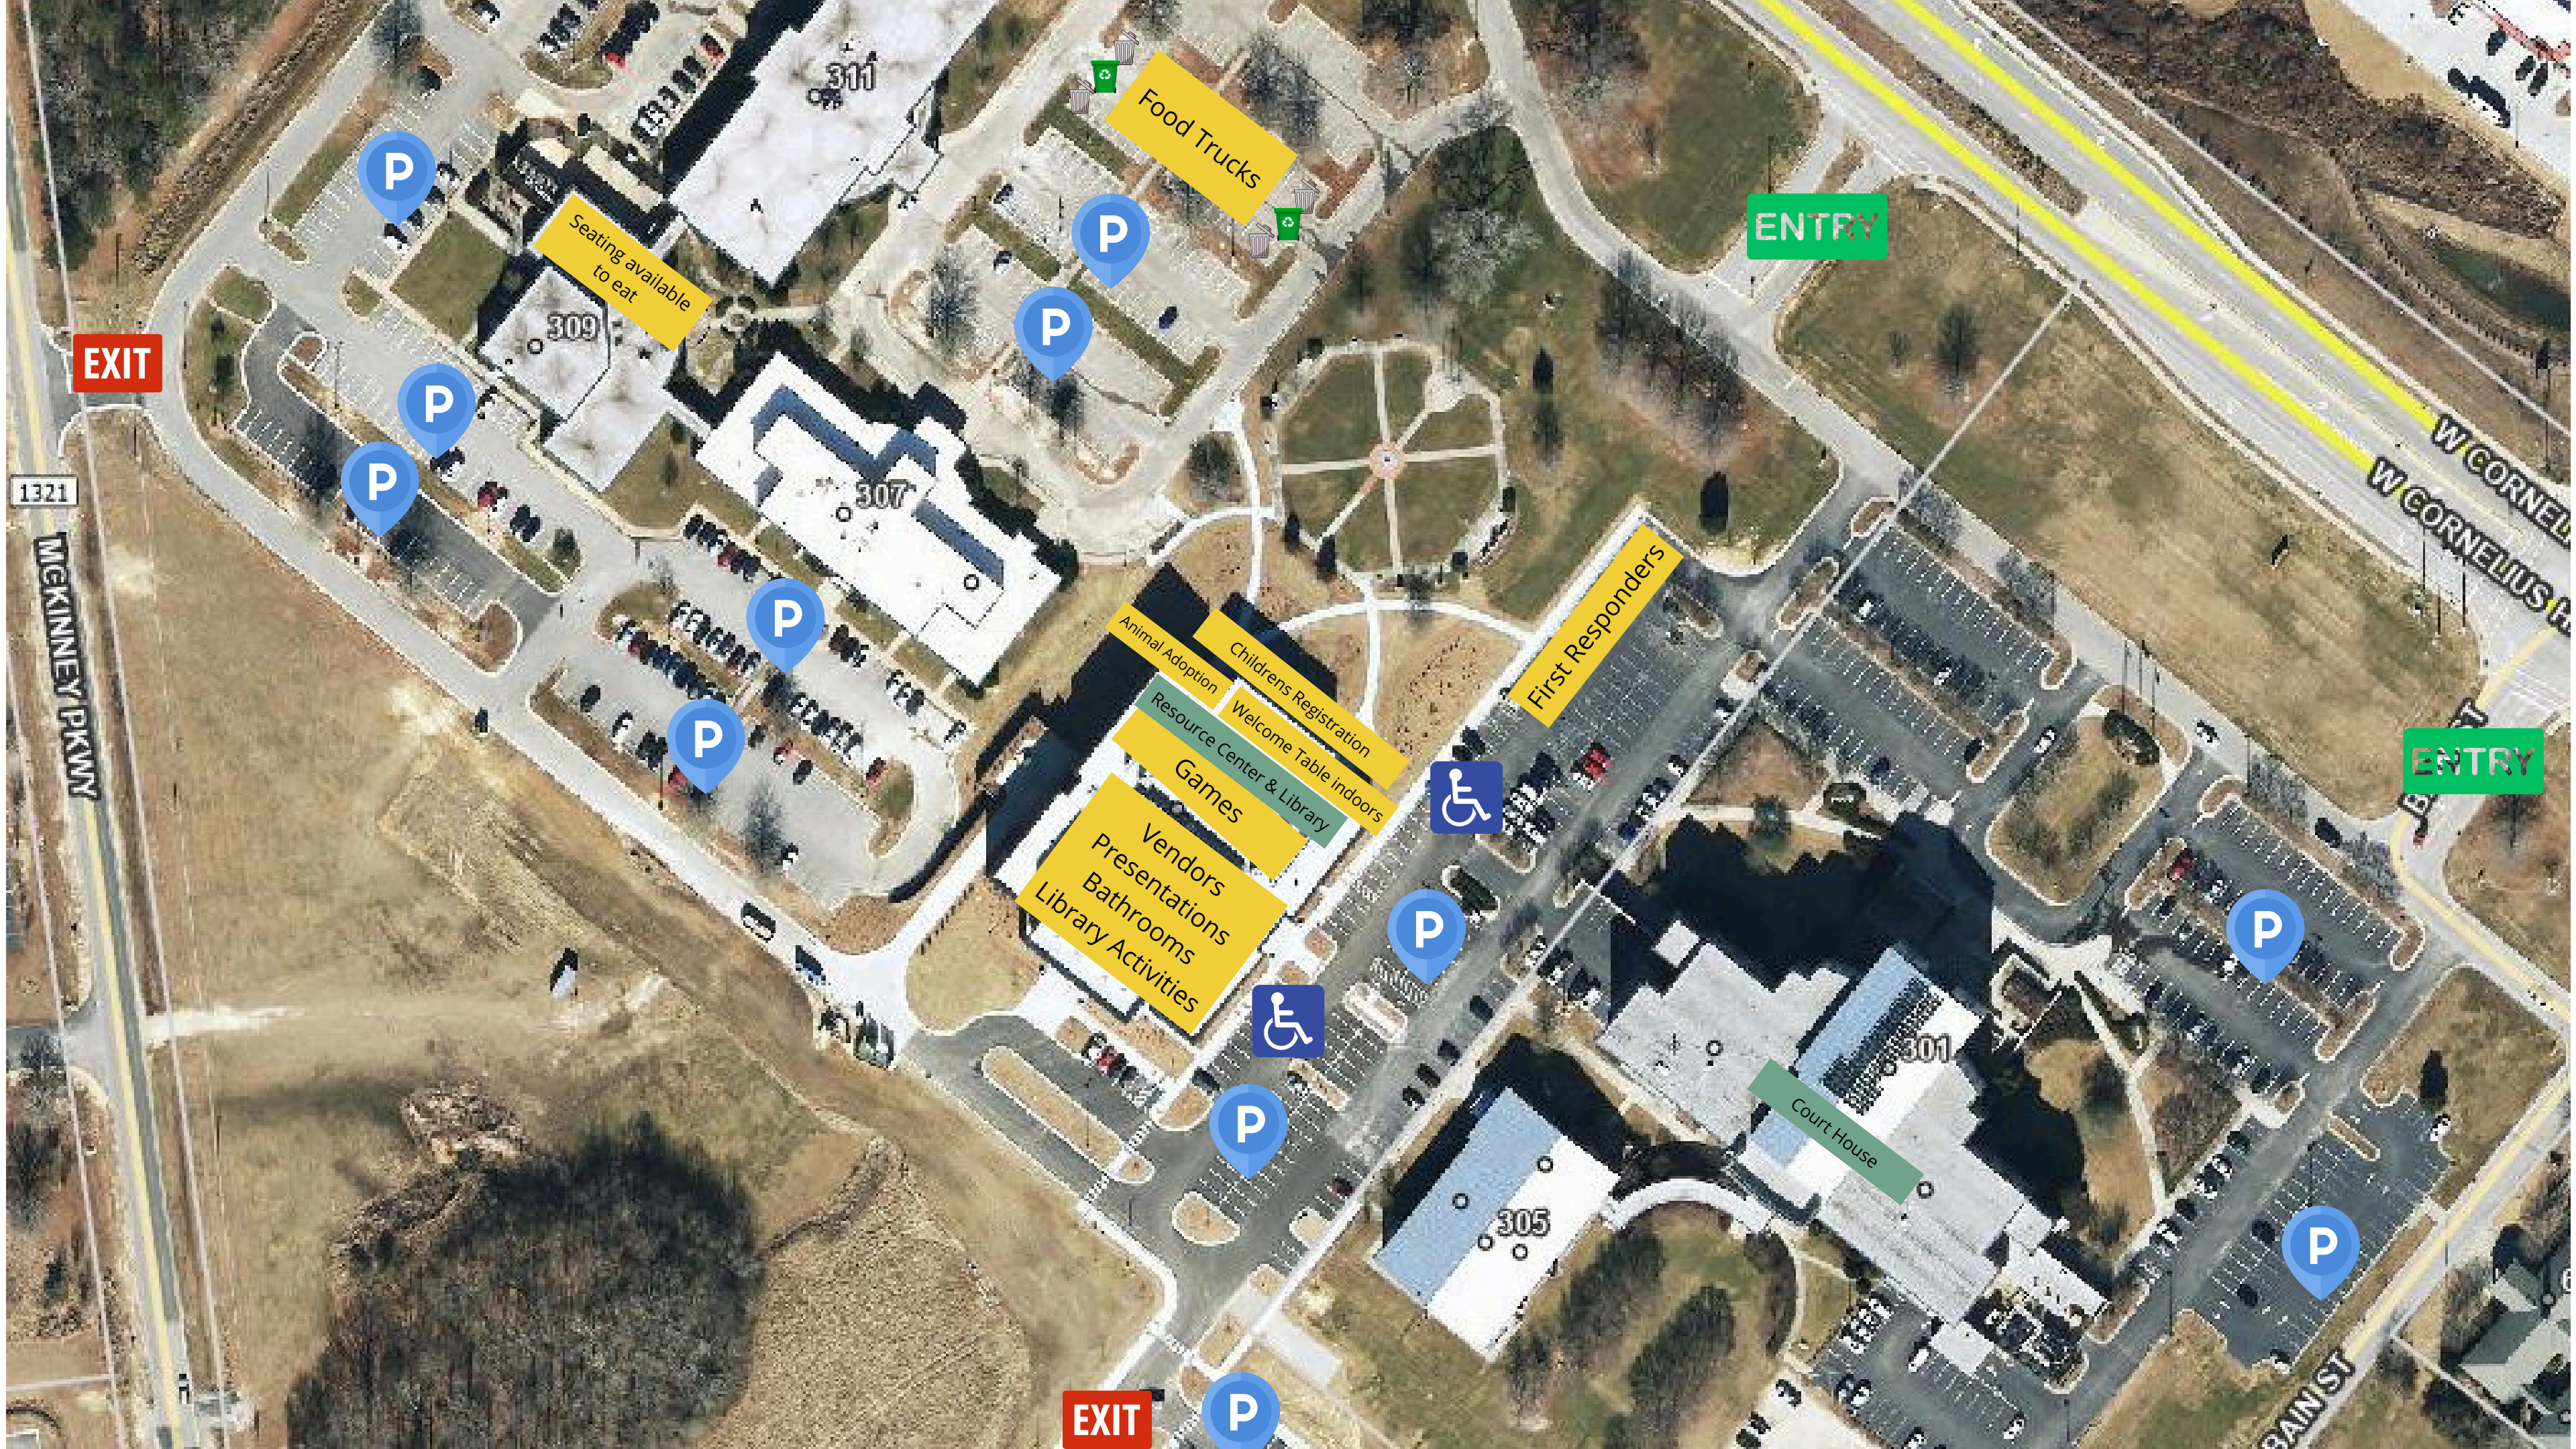 311
Food Trucks
P
ENTRY
Seating available
to eat
P
309
P
EXIT
P
W CORNEL
W CORNELIUS H
P
1321
307
MCKINNEY PKWY
First Responders
P
Animal Adoption
Childrens Registration
Welcome Table indoors
Resource Center & Library
Games
P
ENTRY
Vendors
Presentations
Bathrooms
Library Activities
P
P
301
Court House
P
305
P
EXIT
P
BAIN ST